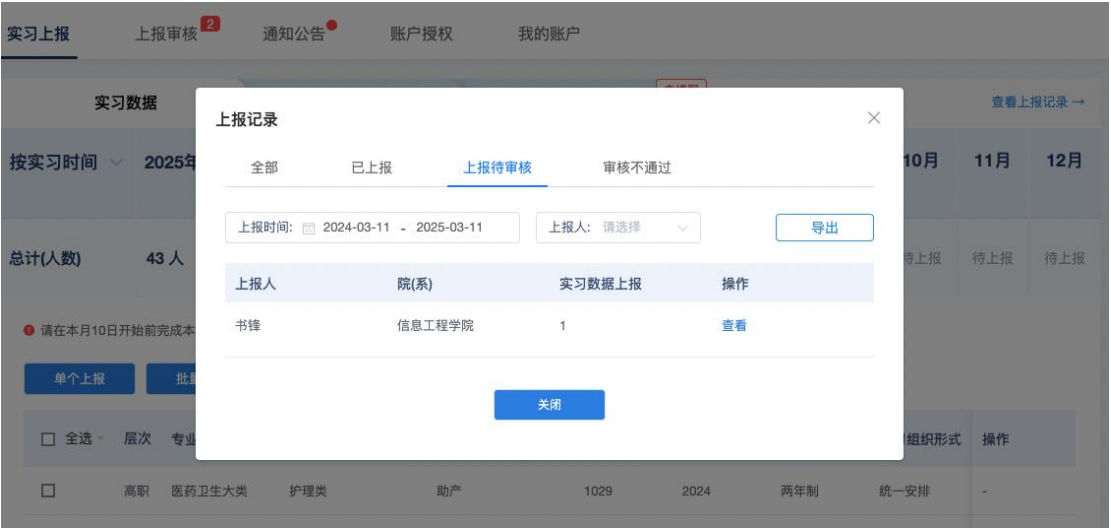 实习上报 上报审核 2 通知公告 账户授权 我的账户
实习数据 查看上报记录→
上报记录
按实习时间 2025年 10月 11月 12月
全部 已上报 上报待审核 审核不通过
上报时间: 2024-03-11 - 2025-03-11 上报人: 请选择 导出
总计(人数) 43 人 待上报 待上报 待上报
上报人 院(系) 实习数据上报 操作
书锋 信息工程学院 1 查看
请在本月10日开始前完成本
单个上报 批量
关闭
全选 层次 专业 组织形式 操作
高职 医药卫生大类 护理类 助产 1029 2024 两年制 统一安排 -